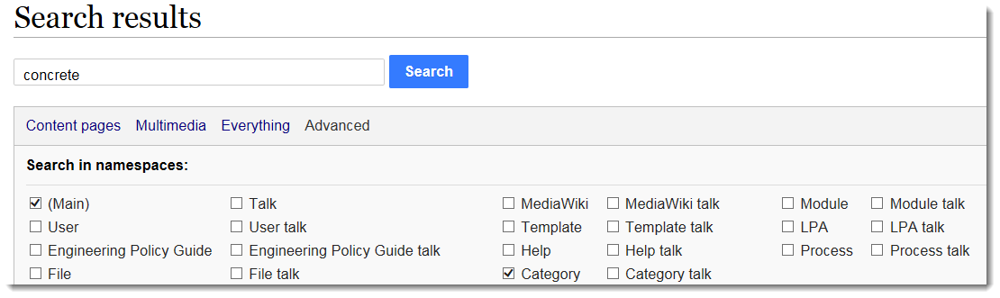 Search results
concrete Search
Content pages Multimedia Everything Advanced
Search in namespaces:
(Main) Talk MediaWiki MediaWiki talk Module Module talk
User User talk Template Template talk LPA LPA talk
Engineering Policy Guide Engineering Policy Guide talk Help Help talk Process Process talk
File File talk Category Category talk